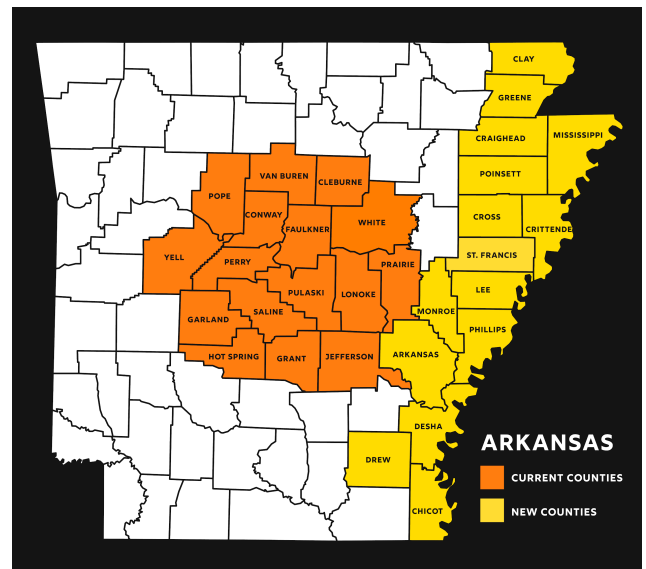 CLAY
GREENE
CRAIGHEAD
MISSISSIPPI
POINSETT
VAN BUREN
CLEBURNE
POPE
CONWAY
FAULKNER
WHITE
CROSS
CRITTENDE
YELL
PERRY
PRAIRIE
ST. FRANCIS
PULASKI
LONOKE
LEE
GARLAND
SALINE
MONROE
PHILLIPS
HOT SPRING
GRANT
JEFFERSON
ARKANSAS
DESHA
DREW
CHICOT
ARKANSAS
CURRENT COUNTIES
NEW COUNTIES